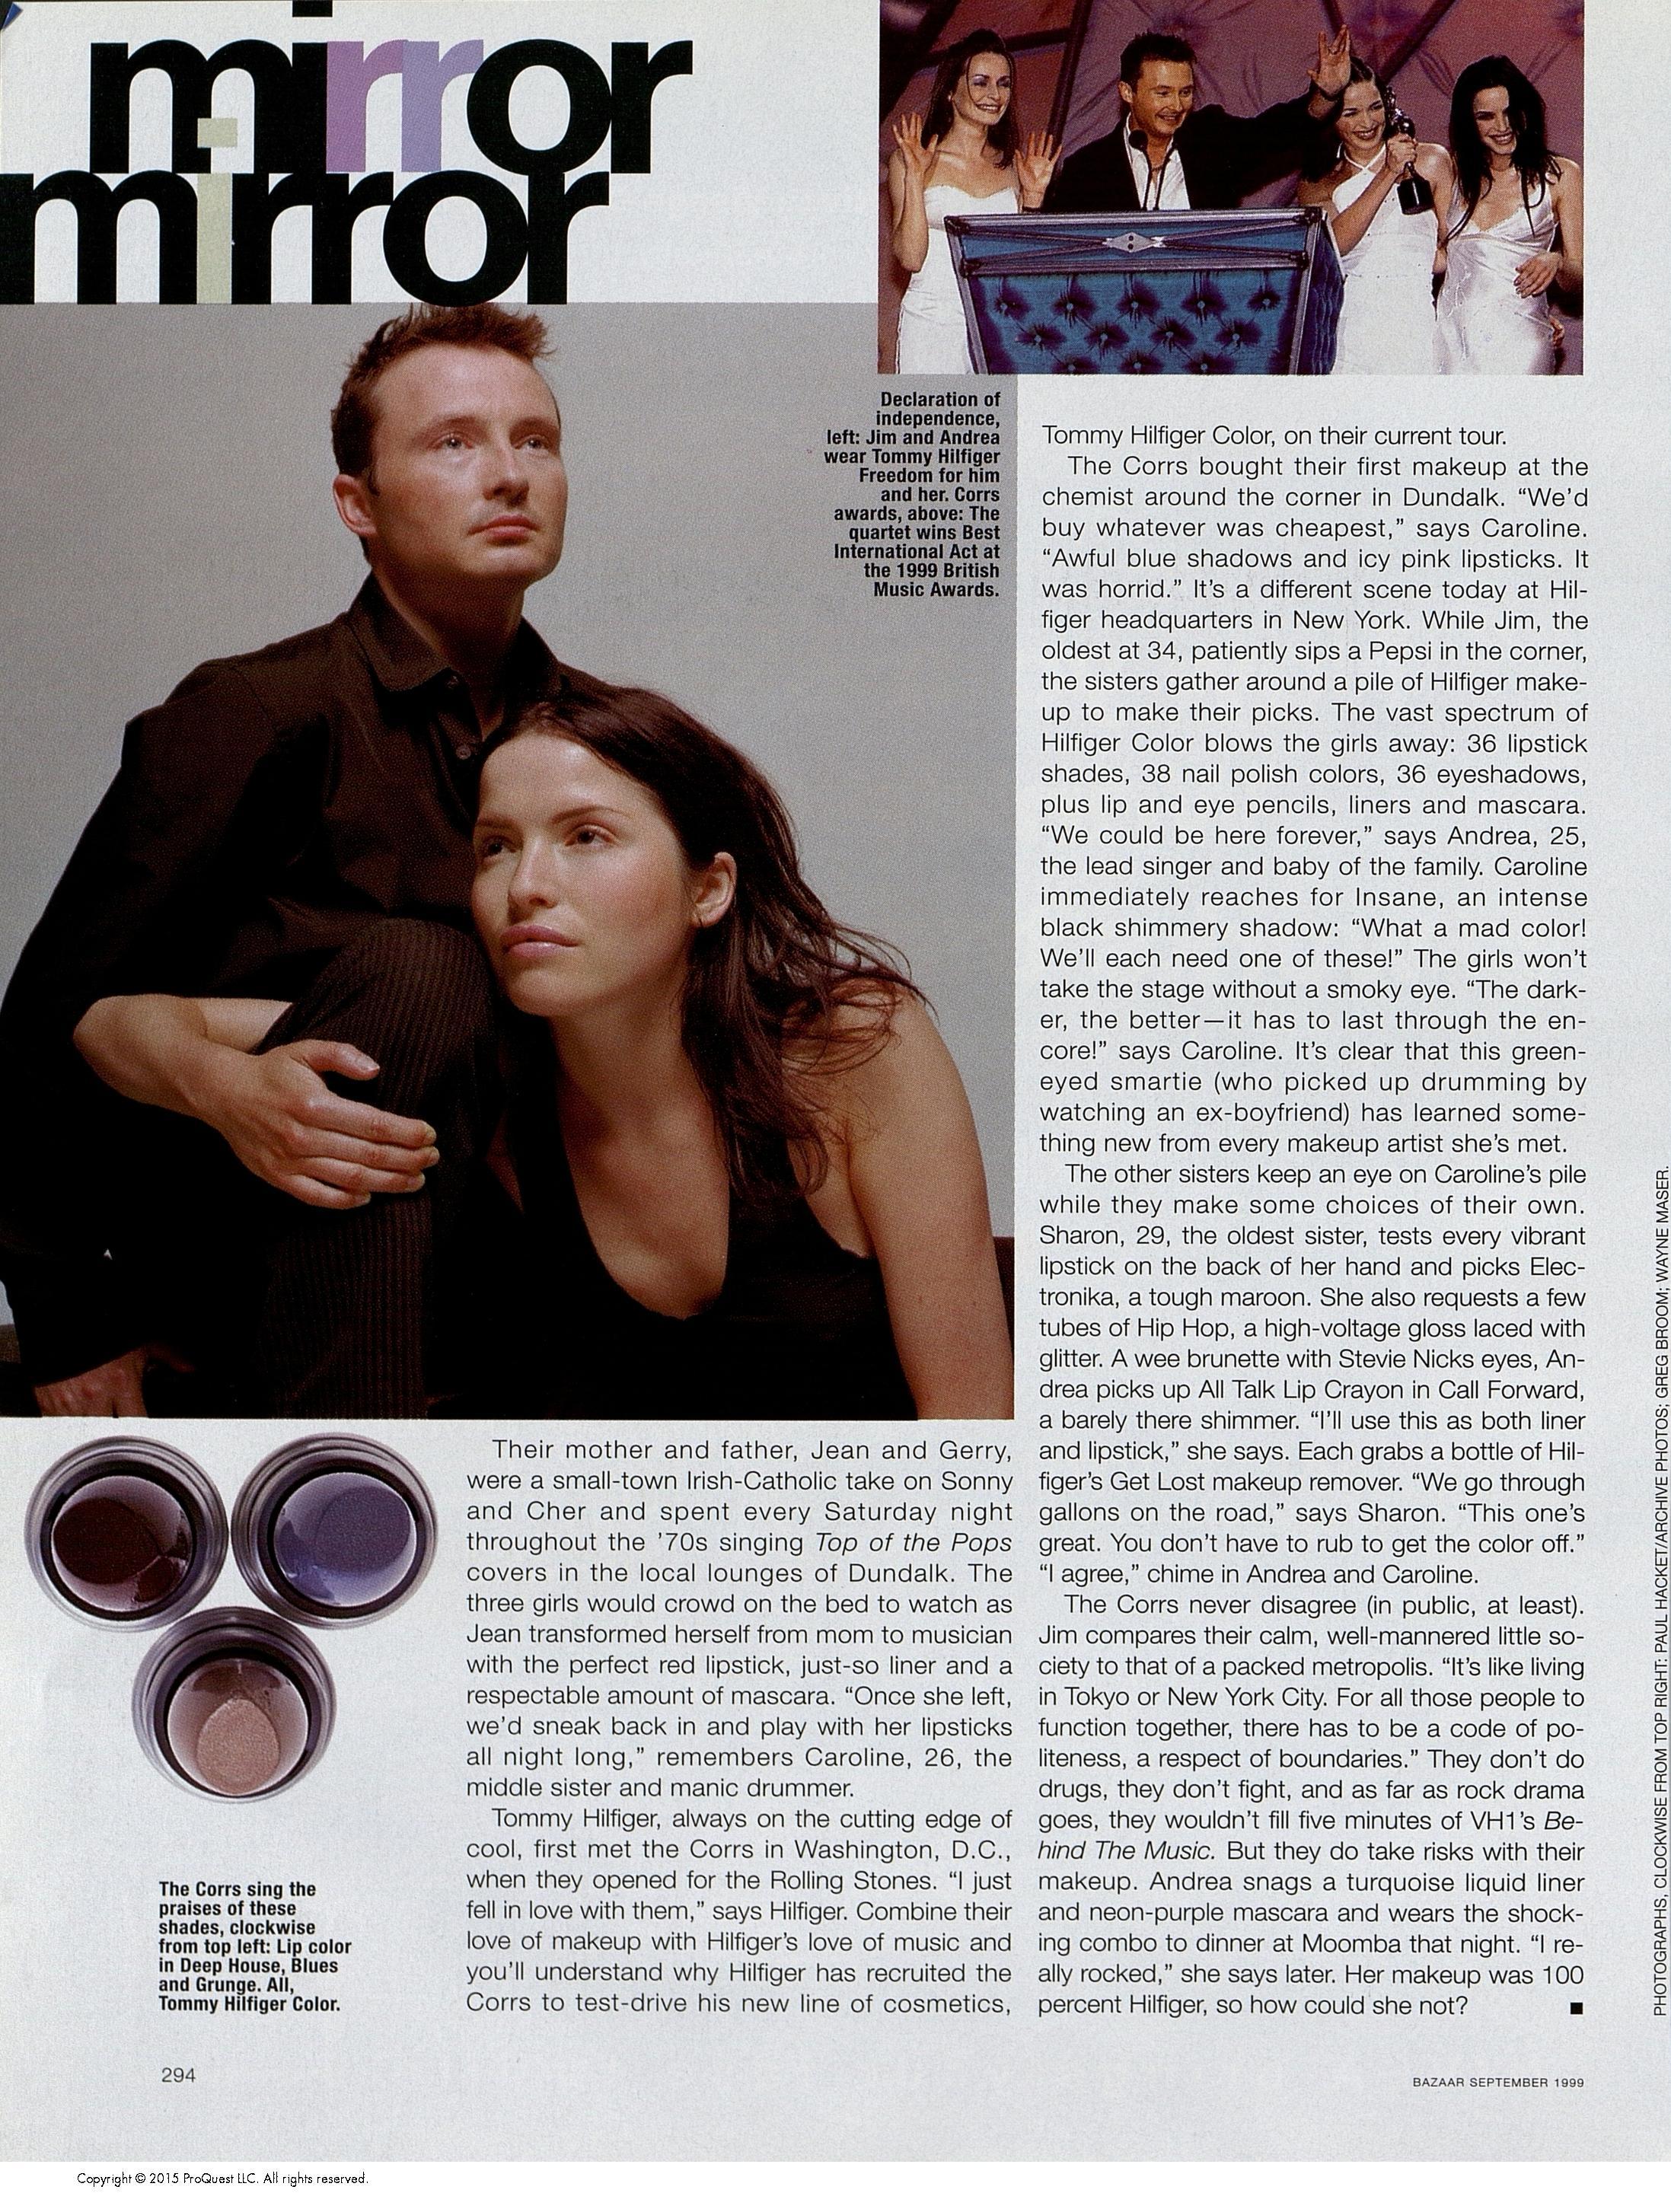 mirror
mirror
Declaration of
independence,
left: Jim and Andrea
wear Tommy Hilfiger
Freedom for him
and her. Corrs
awards, above: The
quartet wins Best
International Act at
the 1999 British
Music Awards.
The Corrs sing the
praises of these
shades, clockwise
from top left: Lip color
in Deep House, Blues
and Grunge. All,
Tommy Hilfiger Color.
Their mother and father, Jean and Gerry,
were a small-town Irish-Catholic take on Sonny
and Cher and spent every Saturday night
throughout the ’70s singing Top of the Pops
covers in the local lounges of Dundalk. The
three girls would crowd on the bed to watch as
Jean transformed herself from mom to musician
with the perfect red lipstick, just-so liner and a
respectable amount of mascara. “Once she left,
we’d sneak back in and play with her lipsticks
all night long,” remembers Caroline, 26, the
middle sister and manic drummer.
Tommy Hilfiger, always on the cutting edge of
cool, first met the Corrs in Washington, D.C.,
when they opened for the Rolling Stones. “I just
fell in love with them,” says Hilfiger. Combine their
love of makeup with Hilfiger’s love of music and
you’ll understand why Hilfiger has recruited the
Corrs to test-drive his new line of cosmetics,
Tommy Hilfiger Color, on their current tour.
The Corrs bought their first makeup at the
chemist around the corner in Dundalk. “We’d
buy whatever was cheapest,” says Caroline.
“Awful blue shadows and icy pink lipsticks. It
was horrid.” It’s a different scene today at Hil-
figer headquarters in New York. While Jim, the
oldest at 34, patiently sips a Pepsi in the corner,
the sisters gather around a pile of Hilfiger make-
up to make their picks. The vast spectrum of
Hilfiger Color blows the girls away: 36 lipstick
shades, 38 nail polish colors, 36 eyeshadows,
plus lip and eye pencils, liners and mascara.
“We could be here forever,” says Andrea, 25,
the lead singer and baby of the family. Caroline
immediately reaches for Insane, an intense
black shimmery shadow: “What a mad color!
We’ll each need one of these!” The girls won’t
take the stage without a smoky eye. “The dark-
er, the better—it has to last through the en-
core!” says Caroline. It’s clear that this green-
eyed smartie (who picked up drumming by
watching an ex-boyfriend) has learned some-
thing new from every makeup artist she’s met.
The other sisters keep an eye on Caroline’s pile
while they make some choices of their own.
Sharon, 29, the oldest sister, tests every vibrant
lipstick on the back of her hand and picks Elec-
tronika, a tough maroon. She also requests a few
tubes of Hip Hop, a high-voltage gloss laced with
glitter. A wee brunette with Stevie Nicks eyes, An-
drea picks up All Talk Lip Crayon in Call Forward,
a barely there shimmer. “I’ll use this as both liner
and lipstick,” she says. Each grabs a bottle of Hil-
figer’s Get Lost makeup remover. “We go through
gallons on the road,” says Sharon. “This one’s
great. You don’t have to rub to get the color off.”
“I agree,” chime in Andrea and Caroline.
The Corrs never disagree (in public, at least).
Jim compares their calm, well-mannered little so-
ciety to that of a packed metropolis. “It’s like living
in Tokyo or New York City. For all those people to
function together, there has to be a code of po-
liteness, a respect of boundaries.” They don’t do
drugs, they don’t fight, and as far as rock drama
goes, they wouldn’t fill five minutes of VH1’s Be-
hind The Music. But they do take risks with their
makeup. Andrea snags a turquoise liquid liner
and neon-purple mascara and wears the shock-
ing combo to dinner at Moomba that night. “I re-
ally rocked,” she says later. Her makeup was 100
percent Hilfiger, so how could she not? ■
PHOTOGRAPHS, CLOCKWISE FROM TOP RIGHT: PAUL HACKET/ARCHIVE PHOTOS; GREG BROOM; WAYNE MASER.
294
BAZAAR SEPTEMBER 1999
Copyright © 2015 ProQuest LLC. All rights reserved.